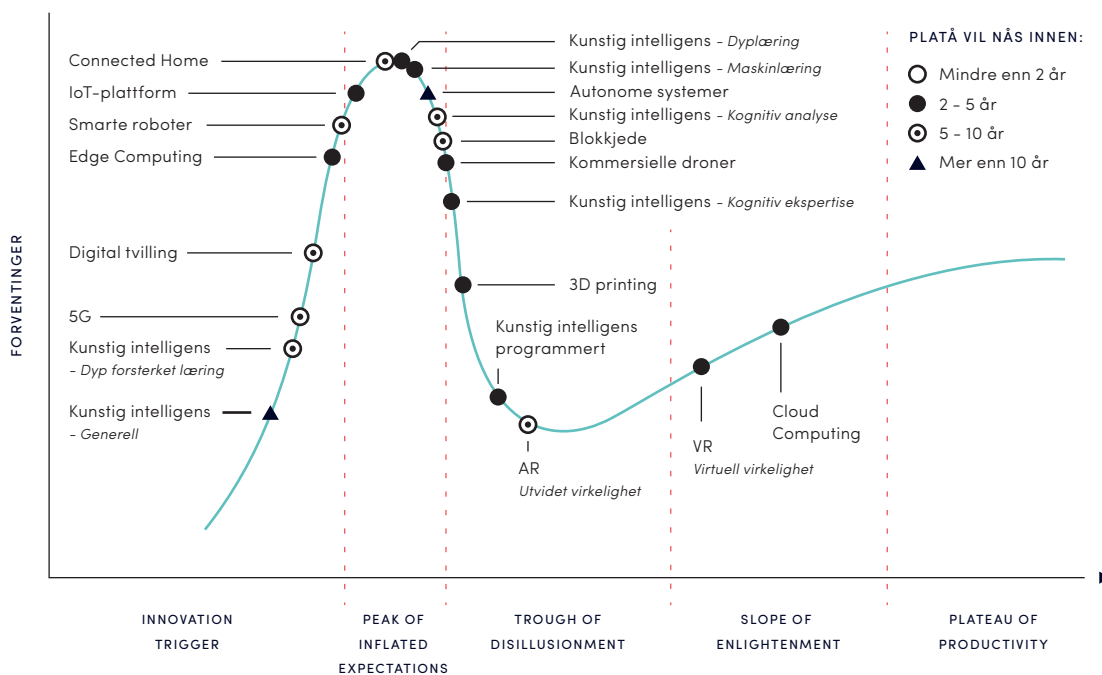 FORVENTINGER
Connected Home
IoT-plattform
Smarte roboter
Edge Computing
Digital tvilling
5G
Kunstig intelligens
- Dyp forsterket læring
Kunstig intelligens
- Generell
Kunstig intelligens - Dyplæring
Kunstig intelligens - Maskinlæring
Autonome systemer
Kunstig intelligens - Kognitiv analyse
Blokkjede
Kommersielle droner
Kunstig intelligens - Kognitiv ekspertise
3D printing
Kunstig intelligens
programmert
AR
Utvidet virkelighet
VR
Virtuell virkelighet
Cloud
Computing
PLATÅ VIL NÅS INNEN:
Mindre enn 2 år
2 - 5 år
5 - 10 år
Mer enn 10 år
INNOVATION
TRIGGER
PEAK OF
INFLATED
EXPECTATIONS
TROUGH OF
DISILLUSIONMENT
SLOPE OF
ENLIGHTENMENT
PLATEAU OF
PRODUCTIVITY